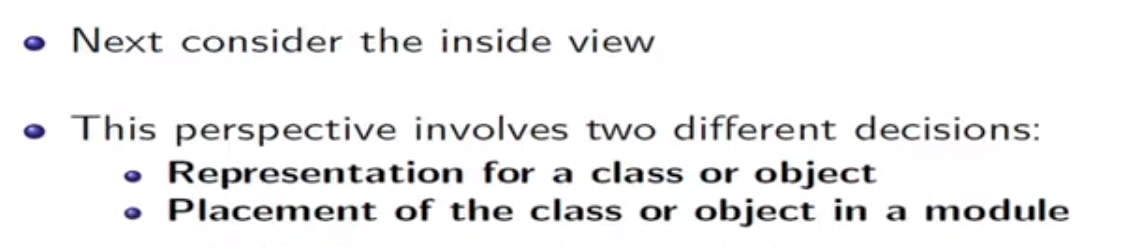 Next consider the inside view
This perspective involves two different decisions:
Representation for a class or object
Placement of the class or object in a module